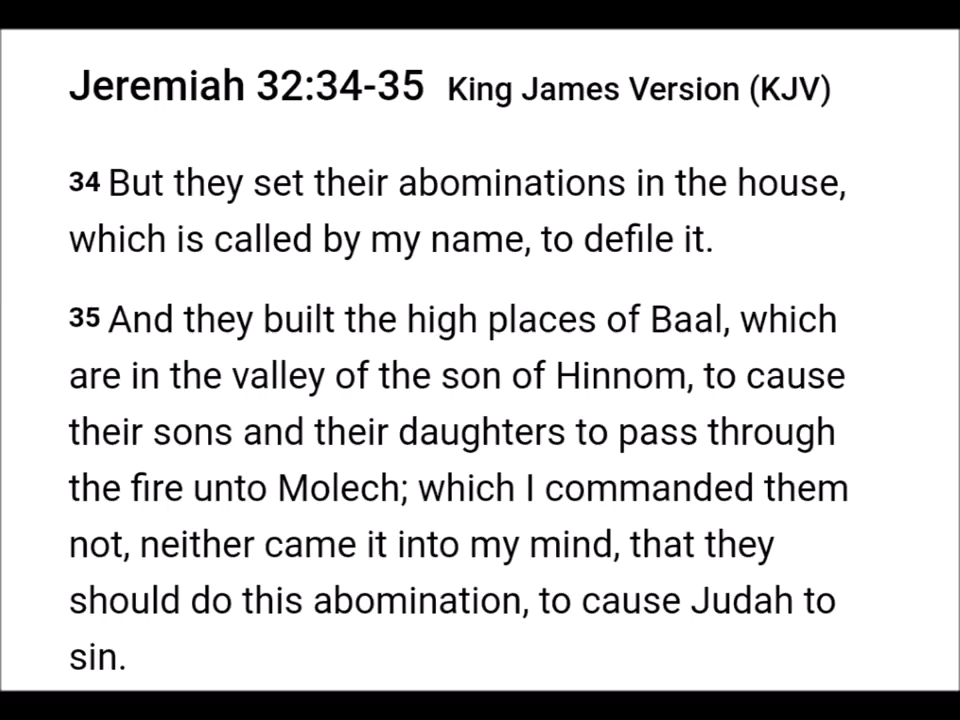 Jeremiah 32:34-35 King James Version (KJV)
34 But they set their abominations in the house,
which is called by my name, to defile it.
35 And they built the high places of Baal, which
are in the valley of the son of Hinnom, to cause
their sons and their daughters to pass through
the fire unto Molech; which I commanded them
not, neither came it into my mind, that they
should do this abomination, to cause Judah to
sin.